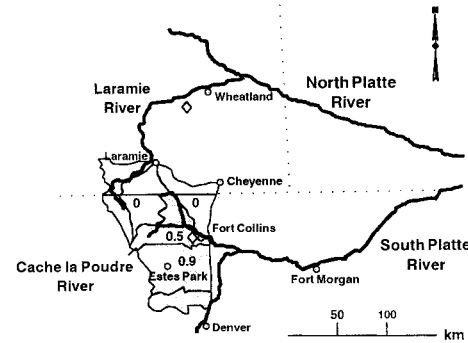 N
North Platte
River
Laramie
River
Wheatland
Laramie
Cheyenne
0 0
0.5
Fort Collins
0.9
Estes Park
Cache la Poudre
River
South Platte
River
Fort Morgan
Denver
50 100
km